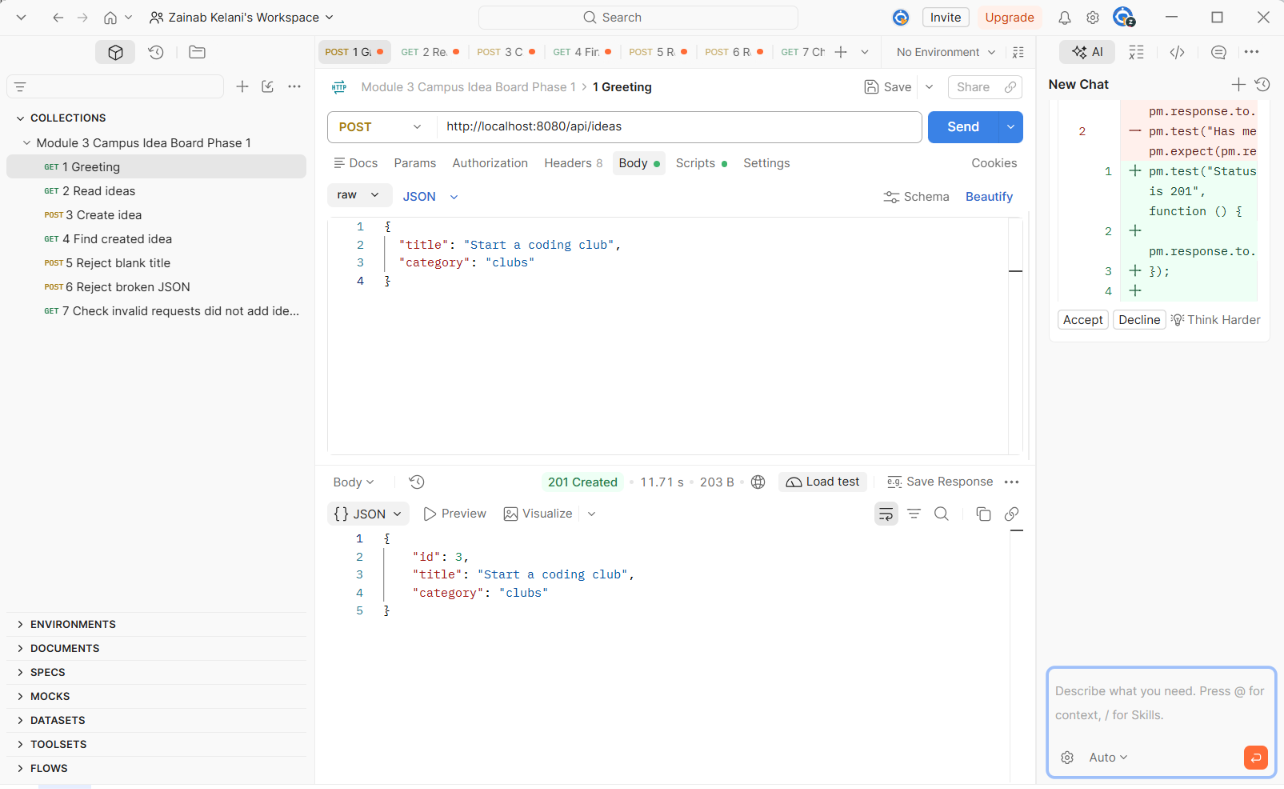 Zainab Kelani's Workspace
Search
Invite
Upgrade
POST 1 G
GET 2 Re
POST 3 C
GET 4 Fin
POST 5 R
POST 6 R
GET 7 Ch
No Environment
AI
COLLECTIONS
Module 3 Campus Idea Board Phase 1
GET 1 Greeting
GET 2 Read ideas
POST 3 Create idea
GET 4 Find created idea
POST 5 Reject blank title
POST 6 Reject broken JSON
GET 7 Check invalid requests did not add ide...
ENVIRONMENTS
DOCUMENTS
SPECS
MOCKS
DATASETS
TOOLSETS
FLOWS
HTTP Module 3 Campus Idea Board Phase 1 > 1 Greeting
Save
Share
POST
http://localhost:8080/api/ideas
Send
Docs Params Authorization Headers 8 Body Scripts Settings
Cookies
raw
JSON
Schema
Beautify
1 {
2 "title": "Start a coding club",
3 "category": "clubs"
4 }
Body
201 Created • 11.71 s • 203 B
Load test
e.g. Save Response
{} JSON
Preview
Visualize
1 {
2 "id": 3,
3 "title": "Start a coding club",
4 "category": "clubs"
5 }
New Chat
pm.response.to.
2 — pm.test("Has me
pm.expect(pm.re
1 + pm.test("Status
is 201",
function () {
2 +
pm.response.to.
3 + });
4 +
Accept
Decline
Think Harder
Describe what you need. Press @ for
context, / for Skills.
Auto